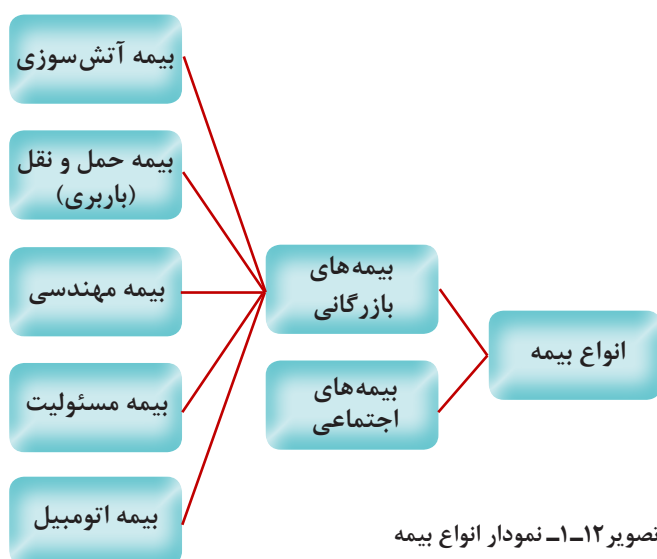 انواع بیمه
بیمه‌های
بازرگانی
بیمه‌های
اجتماعی
بیمه آتش‌سوزی
بیمه حمل و نقل
(باربری)
بیمه مهندسی
بیمه مسئولیت
بیمه اتومبیل
تصویر۱۲ــ۱ــ نمودار انواع بیمه